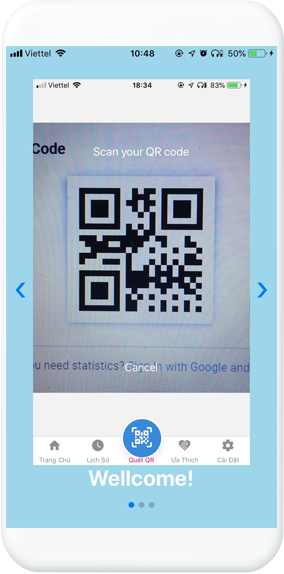 Viettel 10:48 50%
Viettel 18:34 83%
Code
Scan your QR code
ou need statistics? Sign in with Google and
Cancel
Trang Chủ Lịch Sử Quét QR Ưa Thích Cài Đặt
Wellcome!